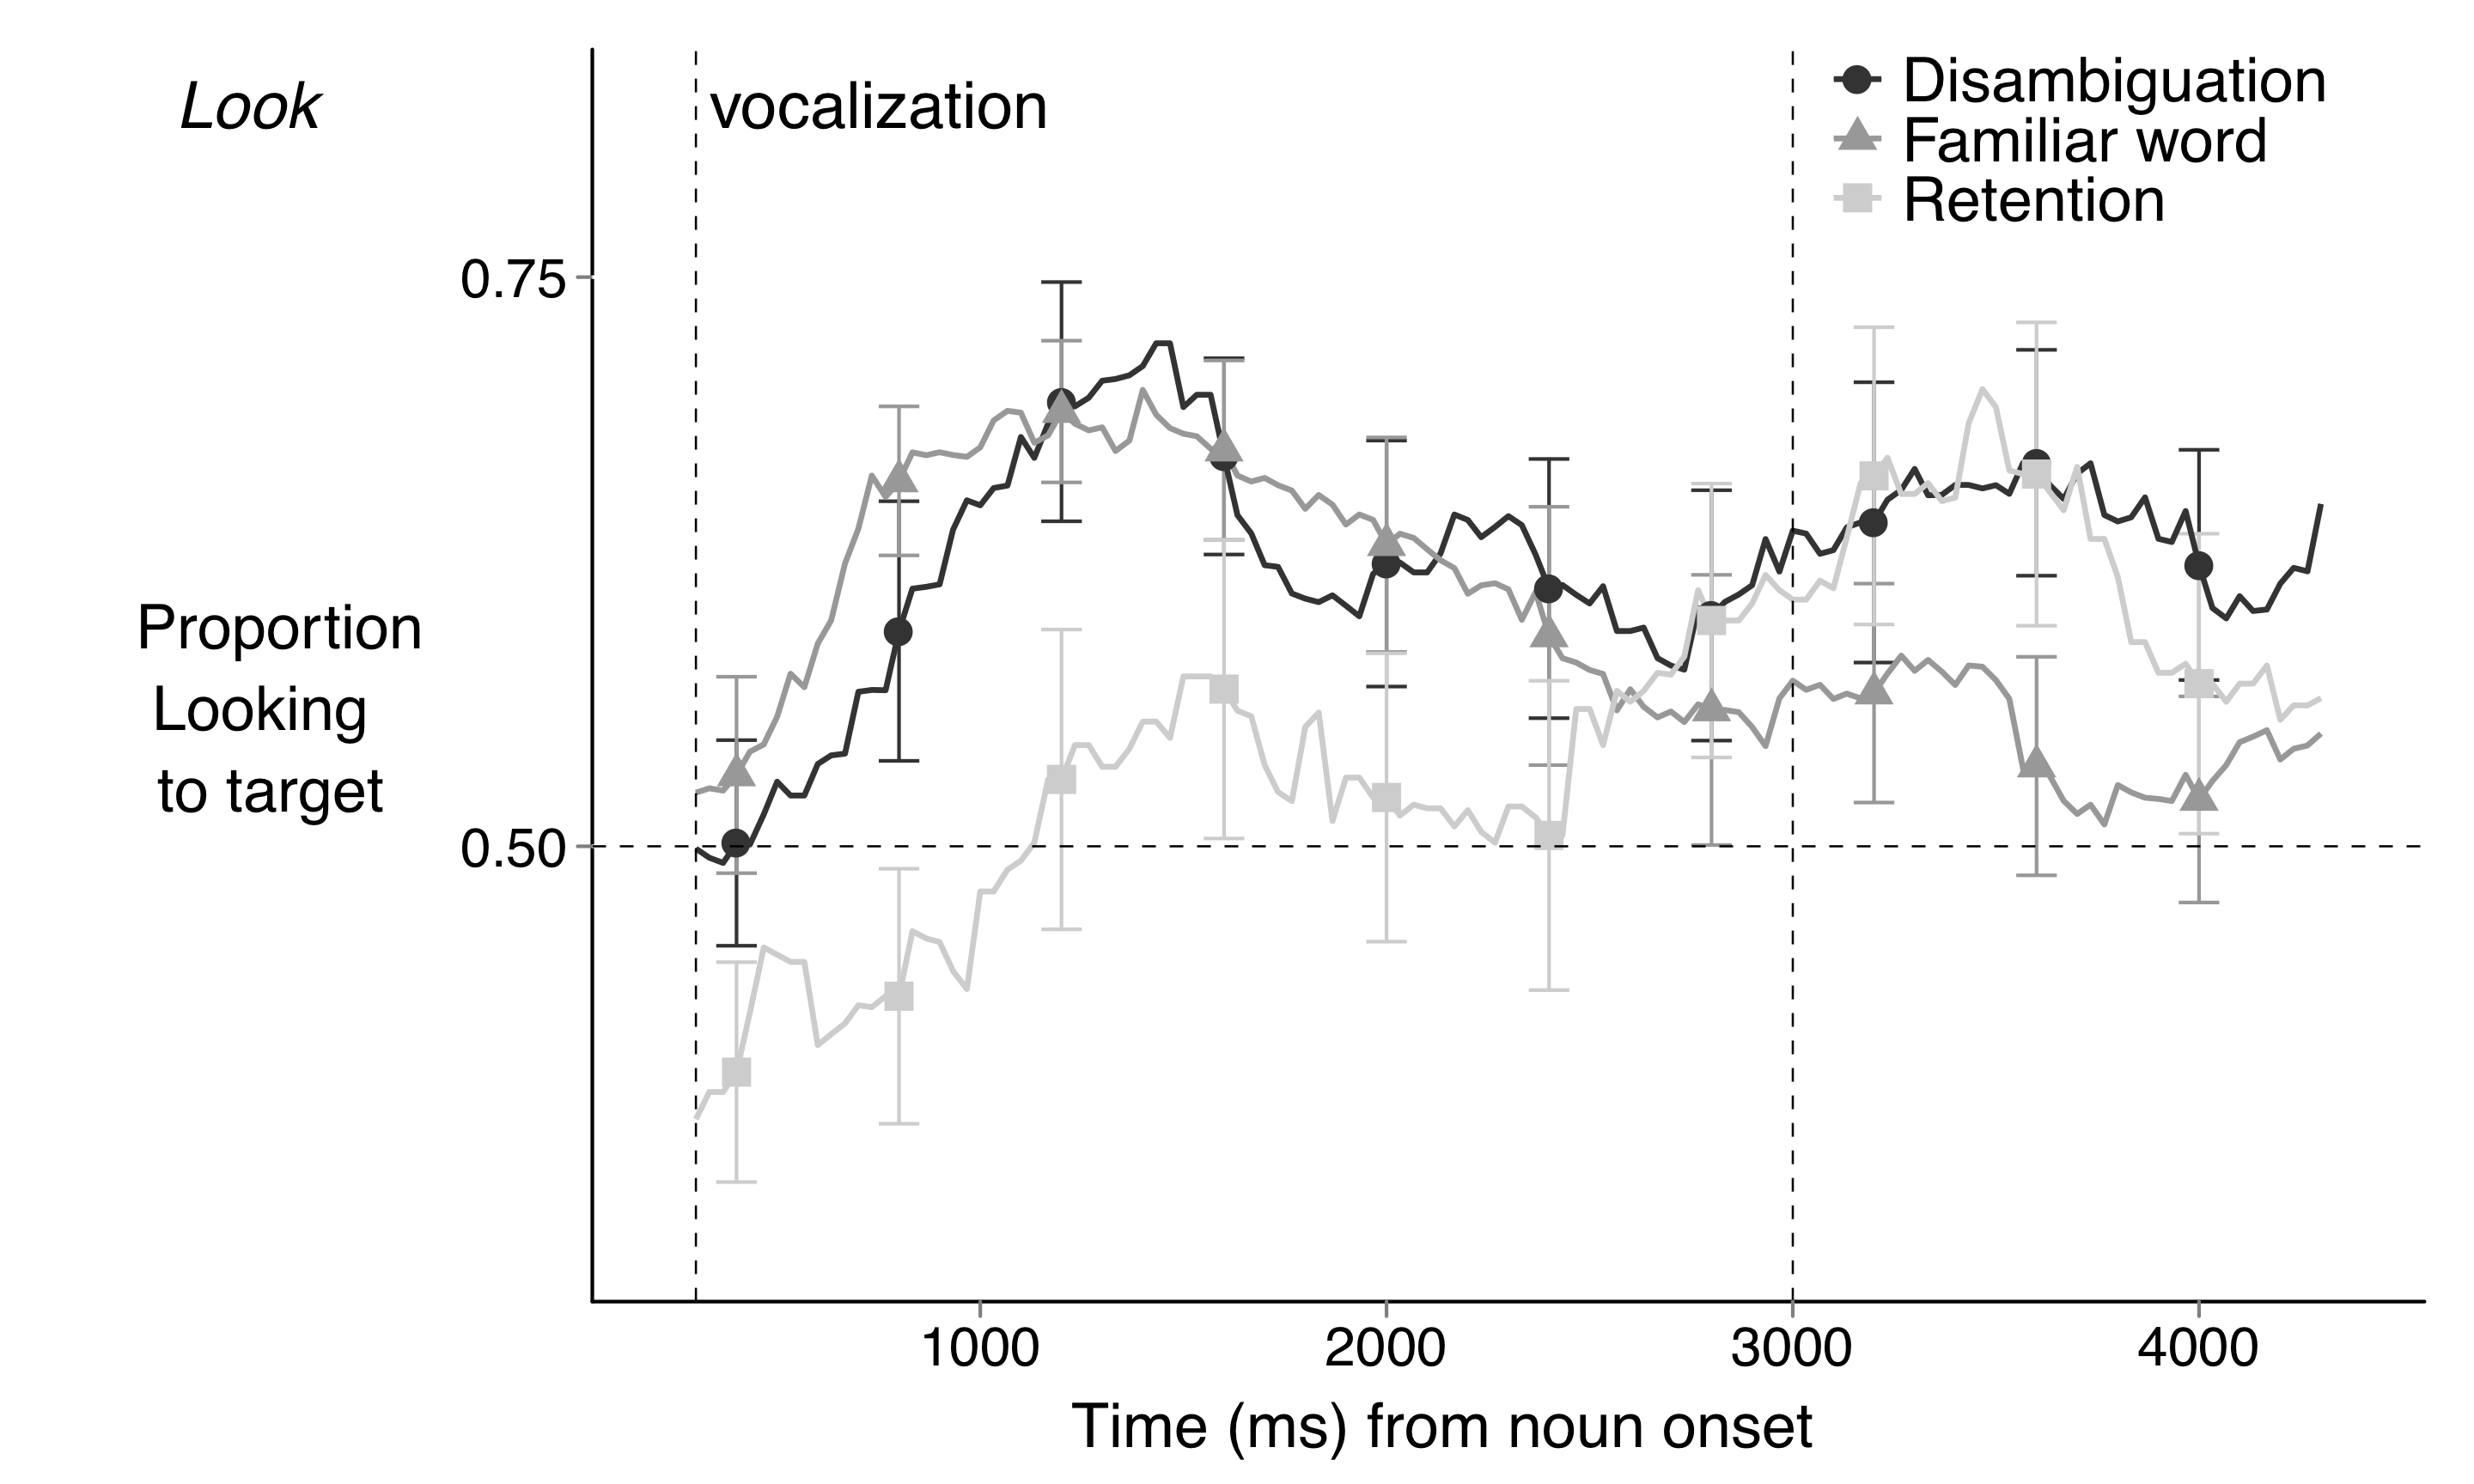 Look
vocalization
Disambiguation
Familiar word
Retention
0.75
Proportion
Looking
to target
0.50
1000
2000
3000
4000
Time (ms) from noun onset